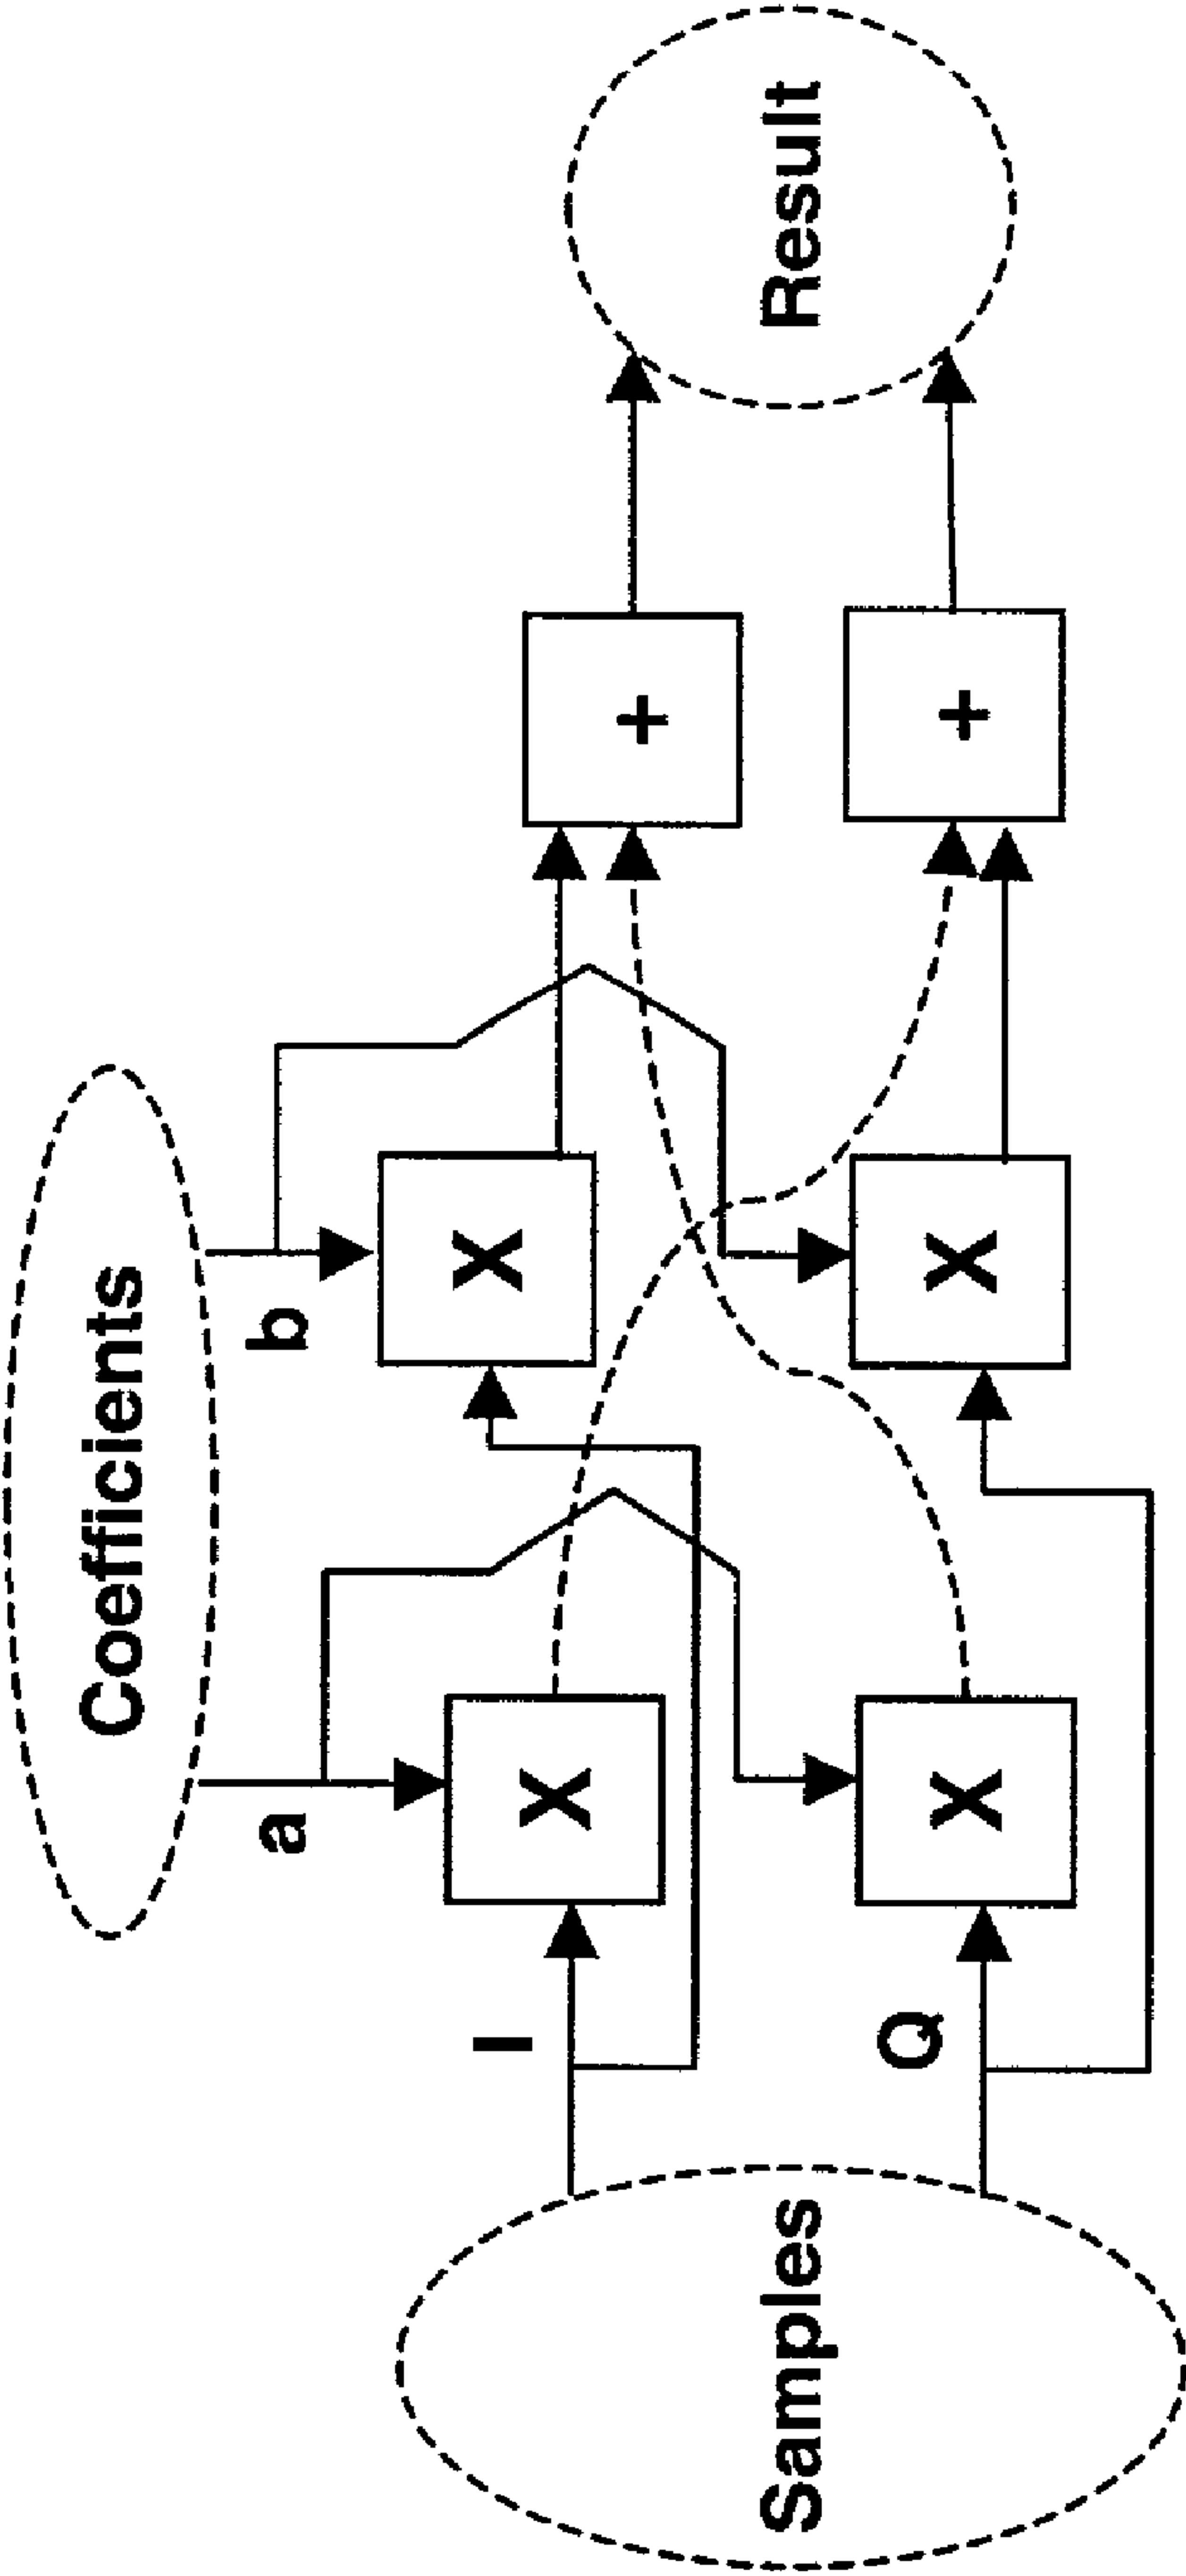 Coefficients
a
b
I
X
X
+
Samples
Result
Q
X
X
+